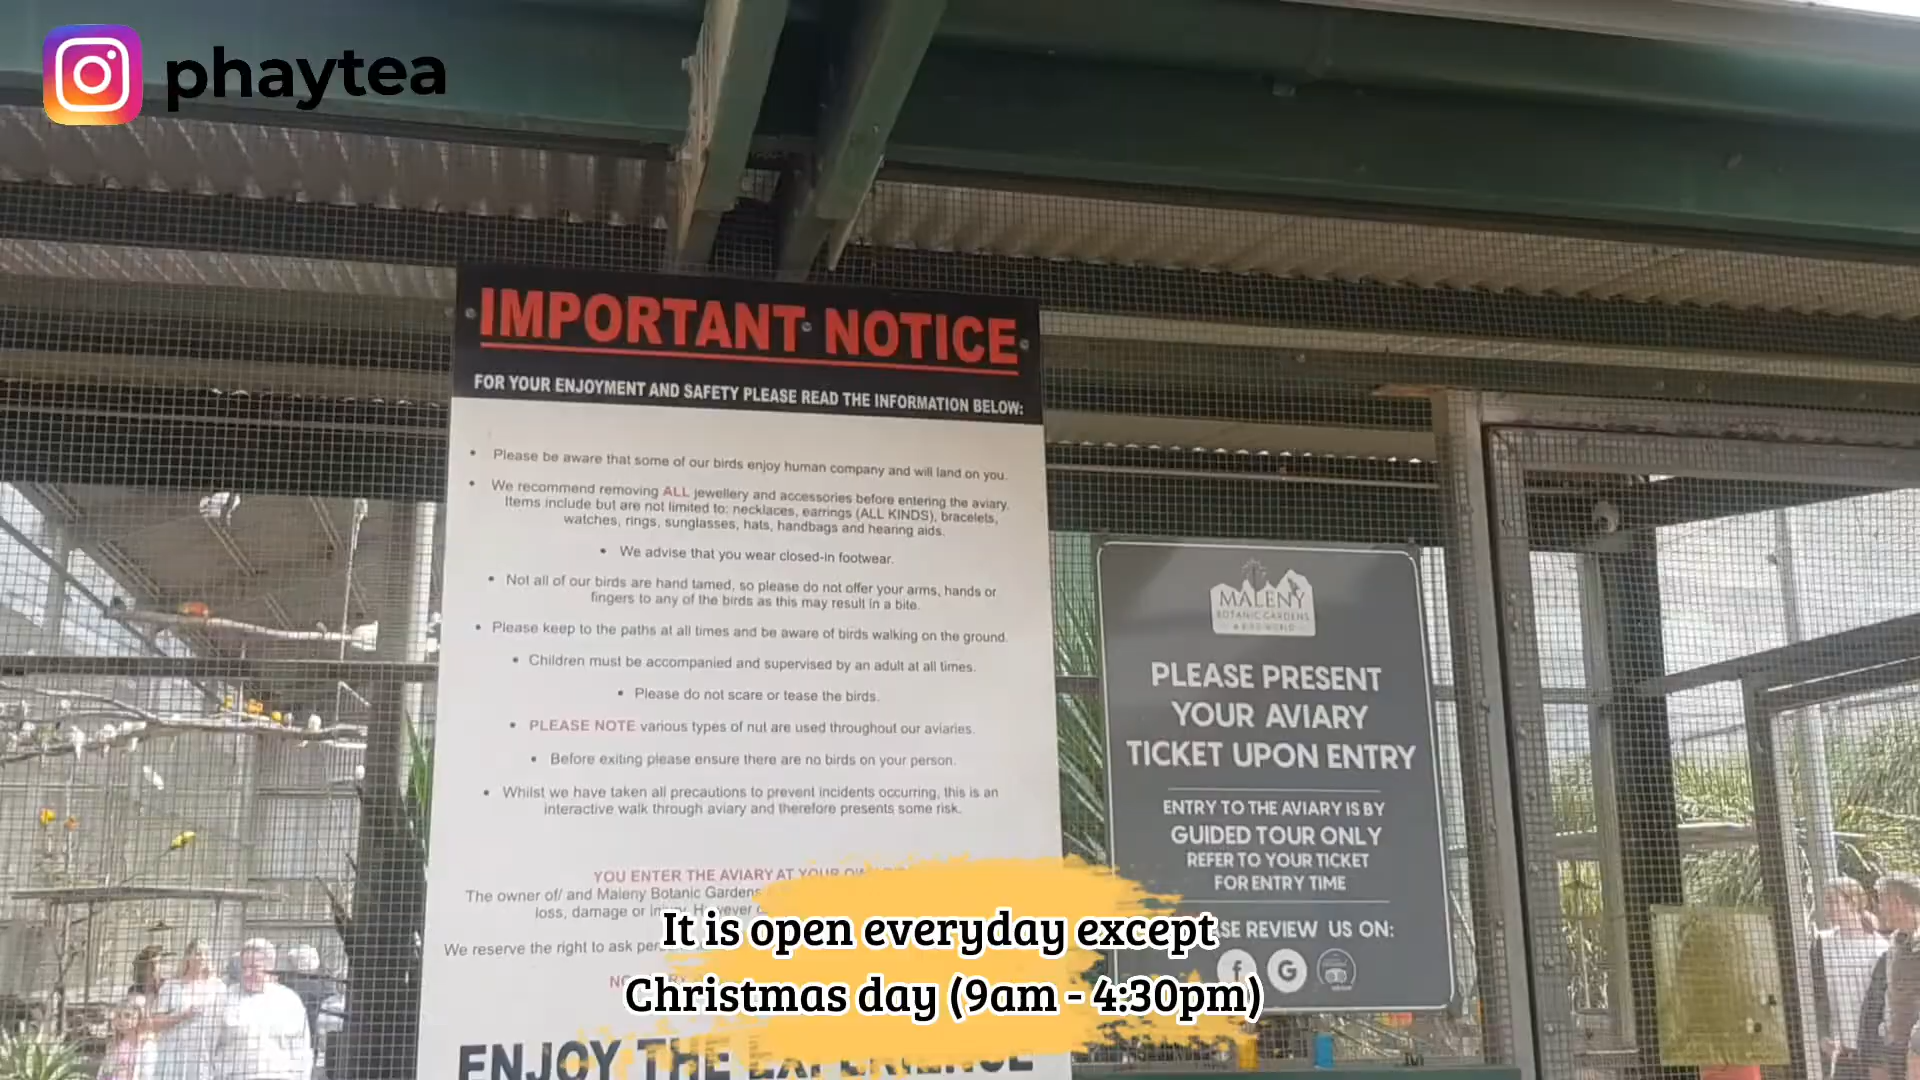 phaytea
IMPORTANT NOTICE
FOR YOUR ENJOYMENT AND SAFETY PLEASE READ THE INFORMATION BELOW:
• Please be aware that some of our birds enjoy human company and will land on you.
• We recommend removing ALL jewellery and accessories before entering the aviary.
Items include but are not limited to: necklaces, earrings (ALL KINDS), bracelets,
watches, rings, sunglasses, hats, handbags and hearing aids.
• We advise that you wear closed-in footwear.
• Not all of our birds are hand tamed, so please do not offer your arms, hands or
fingers to any of the birds as this may result in a bite.
• Please keep to the paths at all times and be aware of birds walking on the ground.
• Children must be accompanied and supervised by an adult at all times.
• Please do not scare or tease the birds.
• PLEASE NOTE various types of nut are used throughout our aviaries.
• Before exiting please ensure there are no birds on your person.
• Whilst we have taken all precautions to prevent incidents occurring, this is an
interactive walk through aviary and therefore presents some risk.
YOU ENTER THE AVIARY AT YOUR
The owner of/ and Maleny Botanic Gardens
loss, damage or
We reserve the right to ask
ENJOY THE EXPERIENCE
MALENY
BOTANIC GARDENS
& BIRD WORLD
PLEASE PRESENT
YOUR AVIARY
TICKET UPON ENTRY
ENTRY TO THE AVIARY IS BY
GUIDED TOUR ONLY
REFER TO YOUR TICKET
FOR ENTRY TIME
REVIEW US ON:
f G
It is open everyday except
Christmas day (9am - 4:30pm)